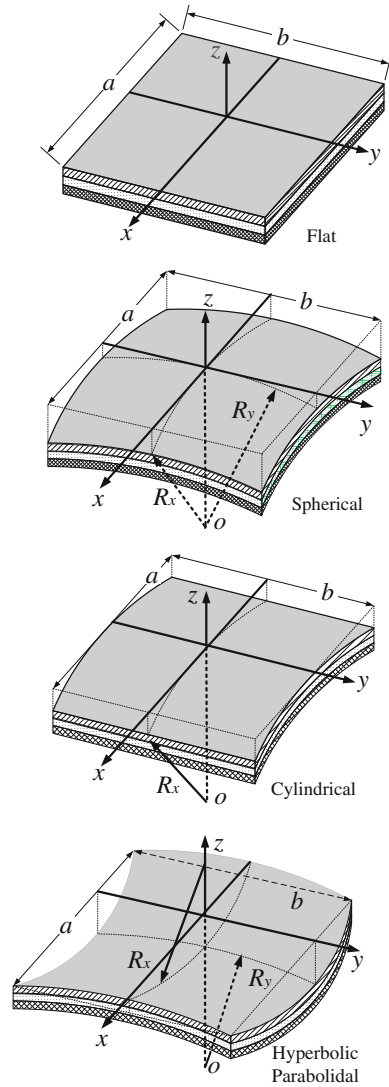 b
a
z
y
x
Flat
b
a
z
R_y
y
x
R_x
o
Spherical
a
b
z
y
x
R_x
o
Cylindrical
z
b
a
y
R_x
R_y
x
o
Hyperbolic
Parabolidal